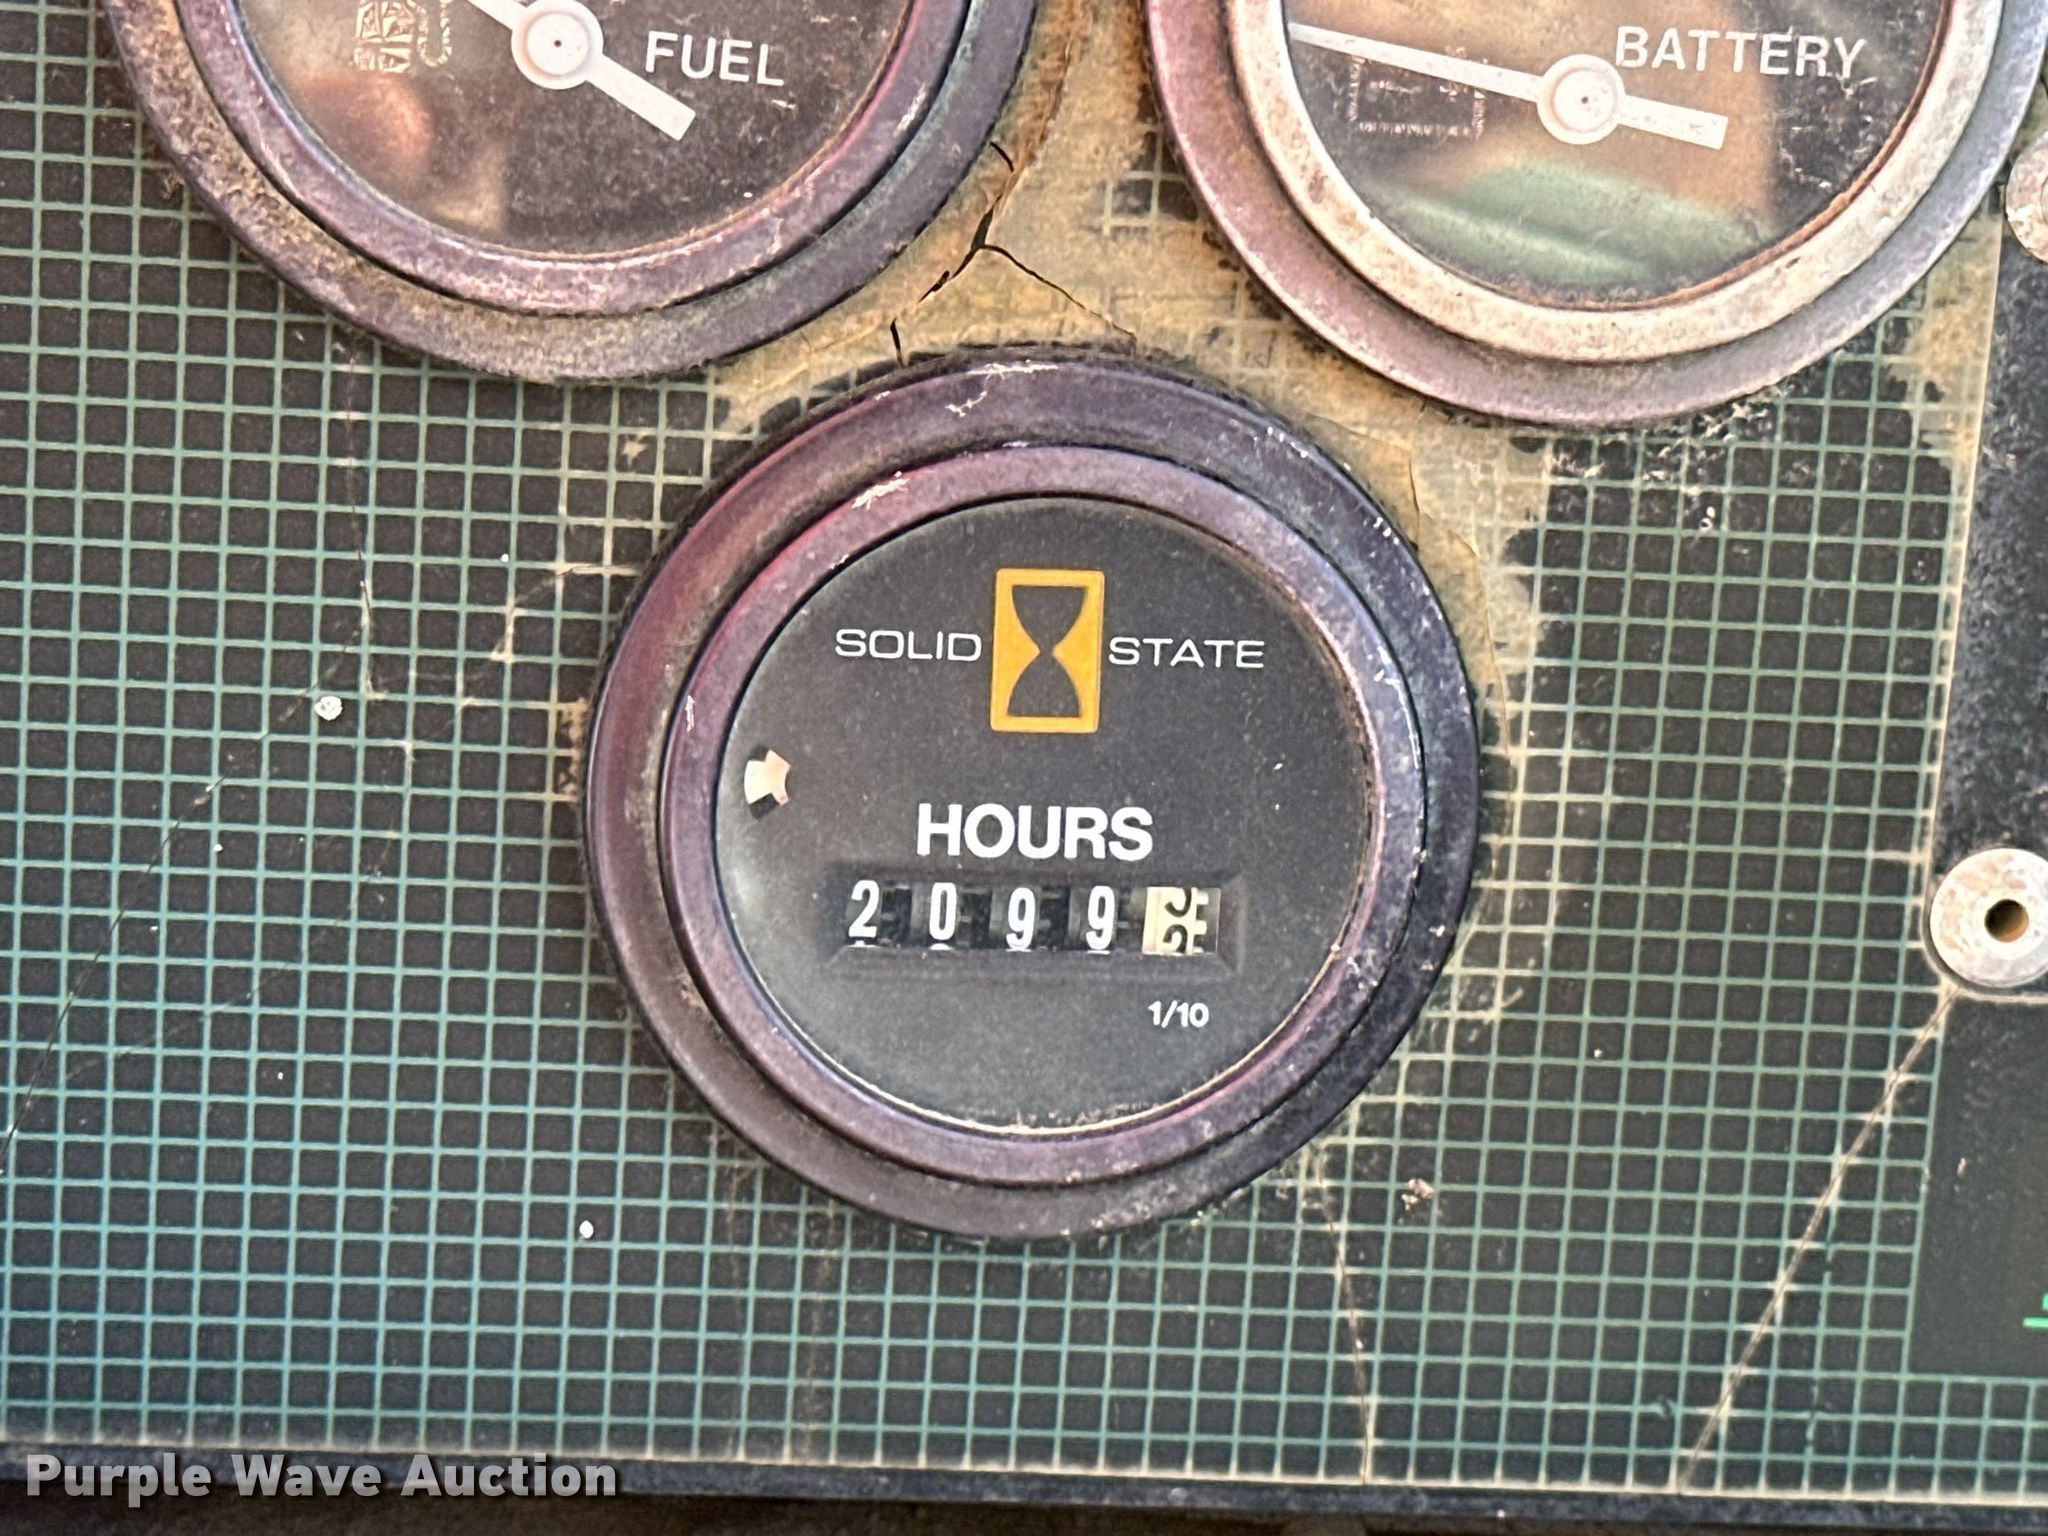 FUEL
BATTERY
SOLID STATE
HOURS
2099
1/10
Purple Wave Auction